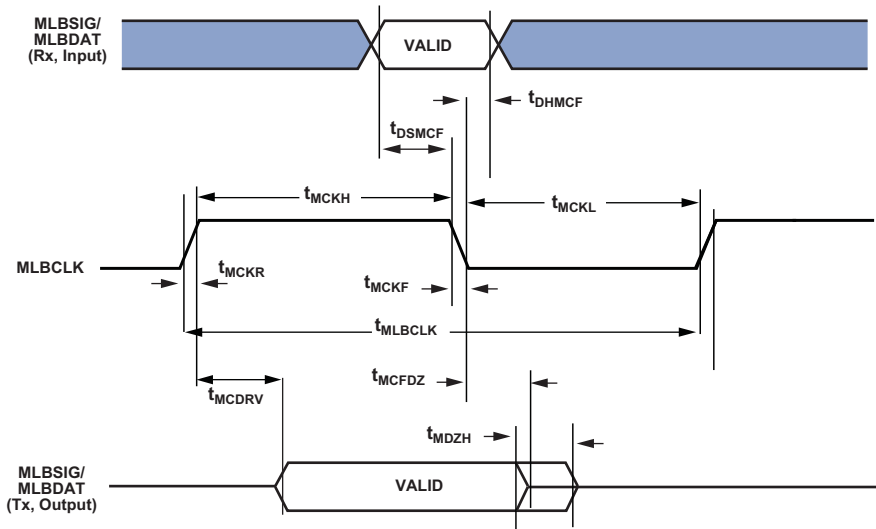 MLBSIG/
MLBDAT
(Rx, Input)
VALID
tDHMCF
tDSMCF
tMCKH
tMCKL
MLBCLK
tMCKR
tMCKF
tMLBCLK
tMCFDZ
tMCDRV
tMDZH
MLBSIG/
MLBDAT
(Tx, Output)
VALID